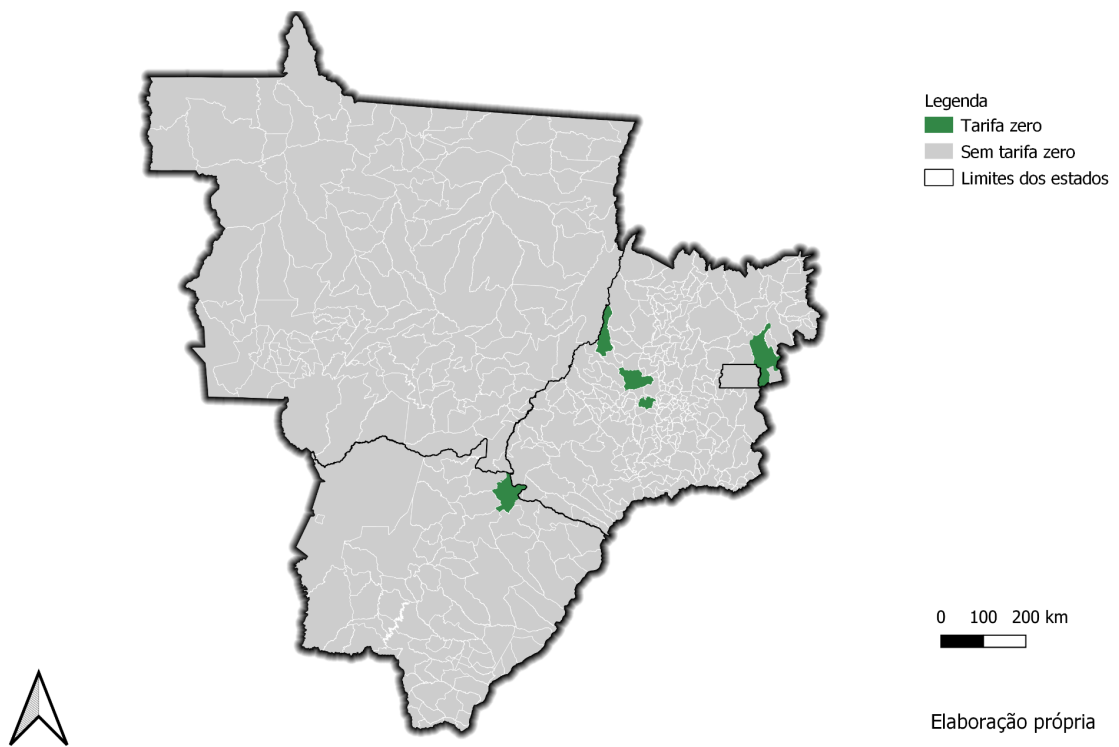 Legenda
Tarifa zero
Sem tarifa zero
Limites dos estados
0 100 200 km
Elaboração própria